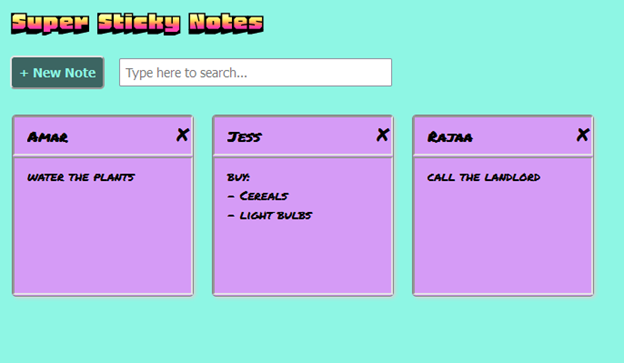 Super Sticky Notes
+ New Note
Type here to search...
Amar
x
Jess
x
Rajaa
x
water the plants
buy:
- Cereals
- light bulbs
call the landlord